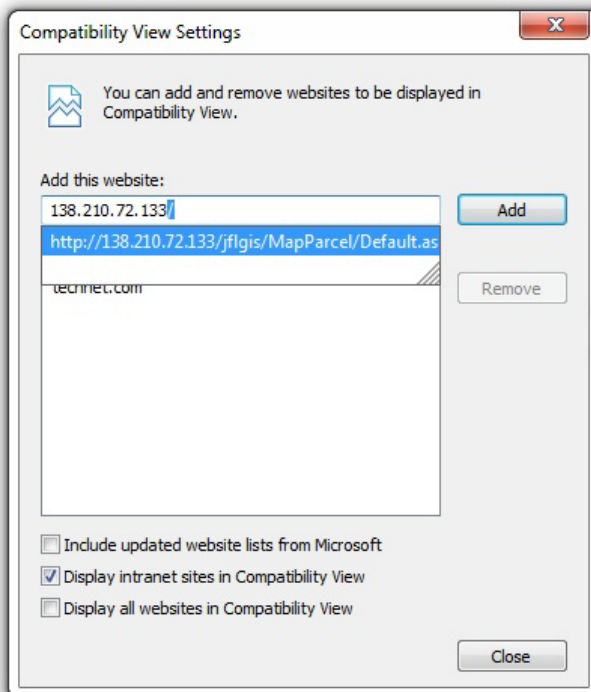 Compatibility View Settings
You can add and remove websites to be displayed in
Compatibility View.
Add this website:
138.210.72.133/
Add
http://138.210.72.133/jflgis/MapParcel/Default.as
technet.com
Remove
Include updated website lists from Microsoft
Display intranet sites in Compatibility View
Display all websites in Compatibility View
Close